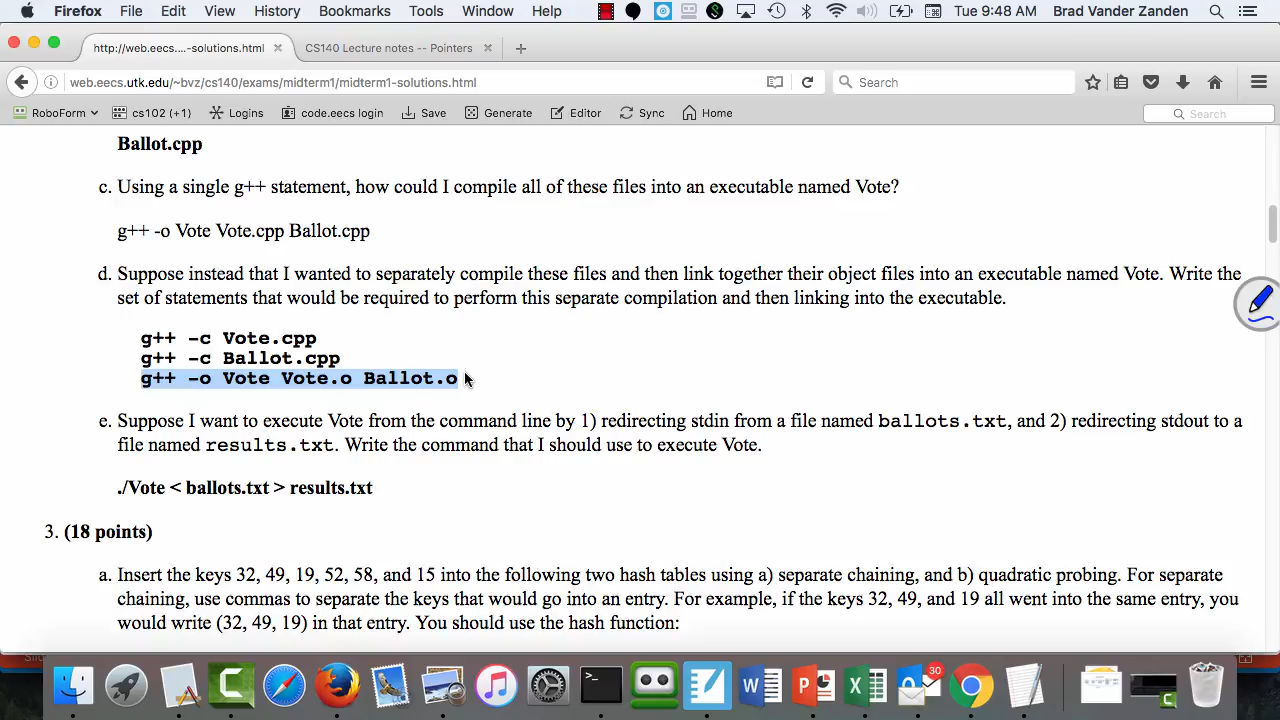 Firefox File Edit View History Bookmarks Tools Window Help Tue 9:48 AM Brad Vander Zanden
http://web.eecs....-solutions.html CS140 Lecture notes -- Pointers
web.eecs.utk.edu/~bvz/cs140/exams/midterm1/midterm1-solutions.html Search
RoboForm cs102 (+1) Logins code.eecs login Save Generate Editor Sync Home Search
Ballot.cpp
c. Using a single g++ statement, how could I compile all of these files into an executable named Vote?
g++ -o Vote Vote.cpp Ballot.cpp
d. Suppose instead that I wanted to separately compile these files and then link together their object files into an executable named Vote. Write the
set of statements that would be required to perform this separate compilation and then linking into the executable.
g++ -c Vote.cpp
g++ -c Ballot.cpp
g++ -o Vote Vote.o Ballot.o
e. Suppose I want to execute Vote from the command line by 1) redirecting stdin from a file named ballots.txt, and 2) redirecting stdout to a
file named results.txt. Write the command that I should use to execute Vote.
./Vote < ballots.txt > results.txt
3. (18 points)
a. Insert the keys 32, 49, 19, 52, 58, and 15 into the following two hash tables using a) separate chaining, and b) quadratic probing. For separate
chaining, use commas to separate the keys that would go into an entry. For example, if the keys 32, 49, and 19 all went into the same entry, you
would write (32, 49, 19) in that entry. You should use the hash function:
30